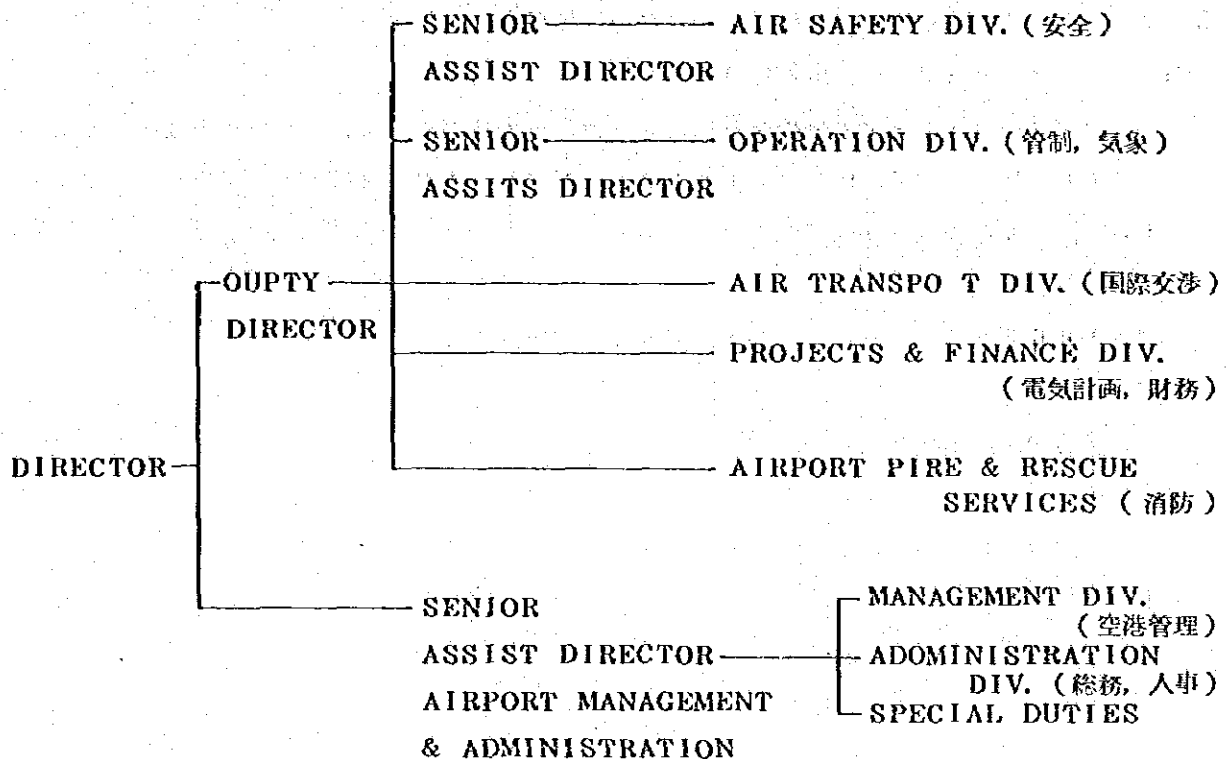 SENIOR AIR SAFETY DIV. (安全)
ASSIST DIRECTOR
SENIOR OPERATION DIV. (管制, 気象)
ASSITS DIRECTOR
OUPTY AIR TRANSPO T DIV. (国際交渉)
DIRECTOR
PROJECTS & FINANCE DIV.
(電気計画, 財務)
DIRECTOR AIRPORT PIRE & RESCUE
SERVICES (消防)
SENIOR MANAGEMENT DIV.
(空港管理)
ASSIST DIRECTOR ADOMINISTRATION
DIV. (総務, 人事)
AIRPORT MANAGEMENT SPECIAL DUTIES
& ADMINISTRATION